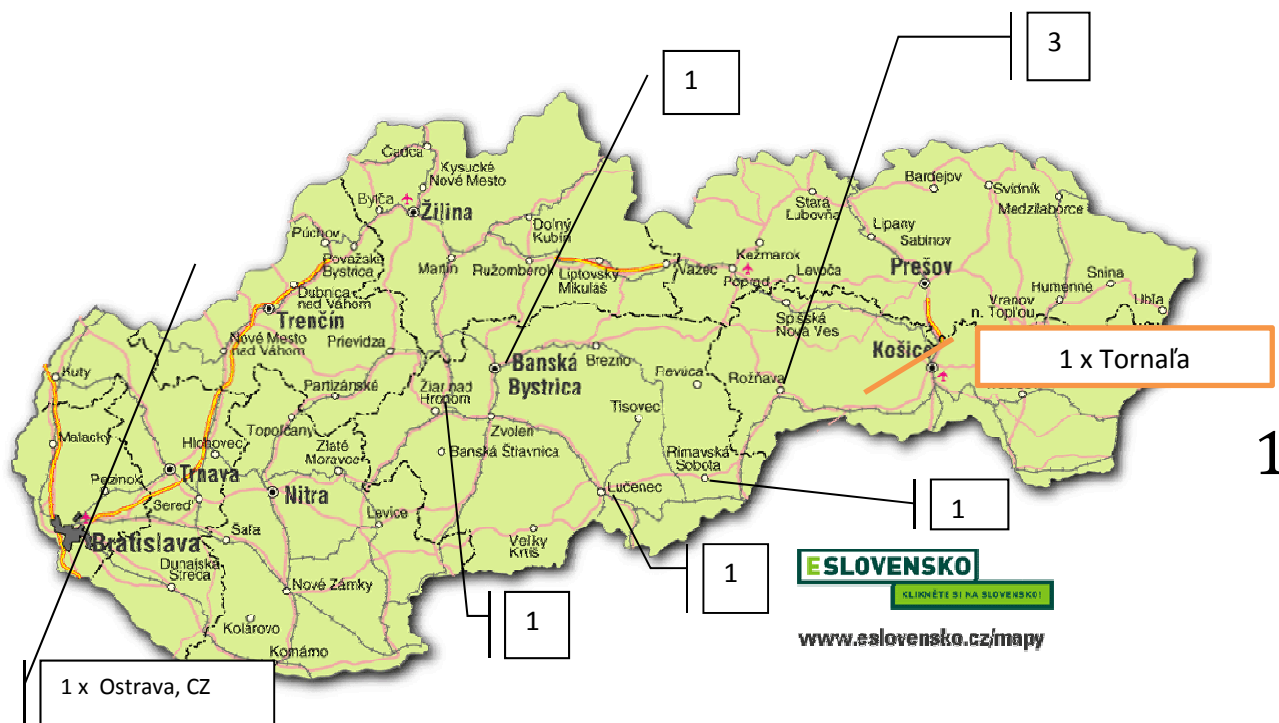 3
1
Čadca
Kysucké
Nové Mesto
Bytča
Žilina
Bardejov
Svidník
Medzilaborce
Stará
Ľubovňa
Lipany
Sabinov
Dolný
Kubín
Púchov
Považská
Bystrica
Martin
Ružomberok
Liptovský
Mikuláš
Važec
Kežmarok
Poprad
Levoča
Prešov
Snina
Humenné
Ubľa
Vranov
n. Topľou
Dubnica
nad Váhom
Trenčín
Spišská
Nová Ves
Nové Mesto
nad Váhom
Prievidza
Košice
1 x Tornaľa
Banská
Bystrica
Brezno
Revúca
Rožňava
Kuty
Partizánske
Žiar nad
Hronom
Tisovec
Malacky
Hlohovec
Topoľčany
Zlaté
Moravce
Zvolen
Banská Štiavnica
Rimavská
Sobota
1
Pezinok
Trnava
Nitra
Sereď
Lučenec
1
Levice
Bratislava
Šaľa
Veľký
Krtíš
1
Dunajská
Streda
Nové Zámky
1
Kolárovo
Komárno
ESLOVENSKO
KLIKNĚTE SI NA SLOVENSKO!
www.eslovensko.cz/mapy
1 x Ostrava, CZ